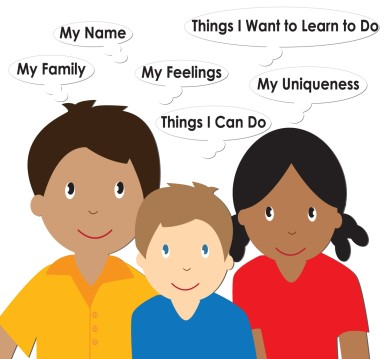 Things I Want to Learn to Do
My Name
My Family
My Feelings
My Uniqueness
Things I Can Do